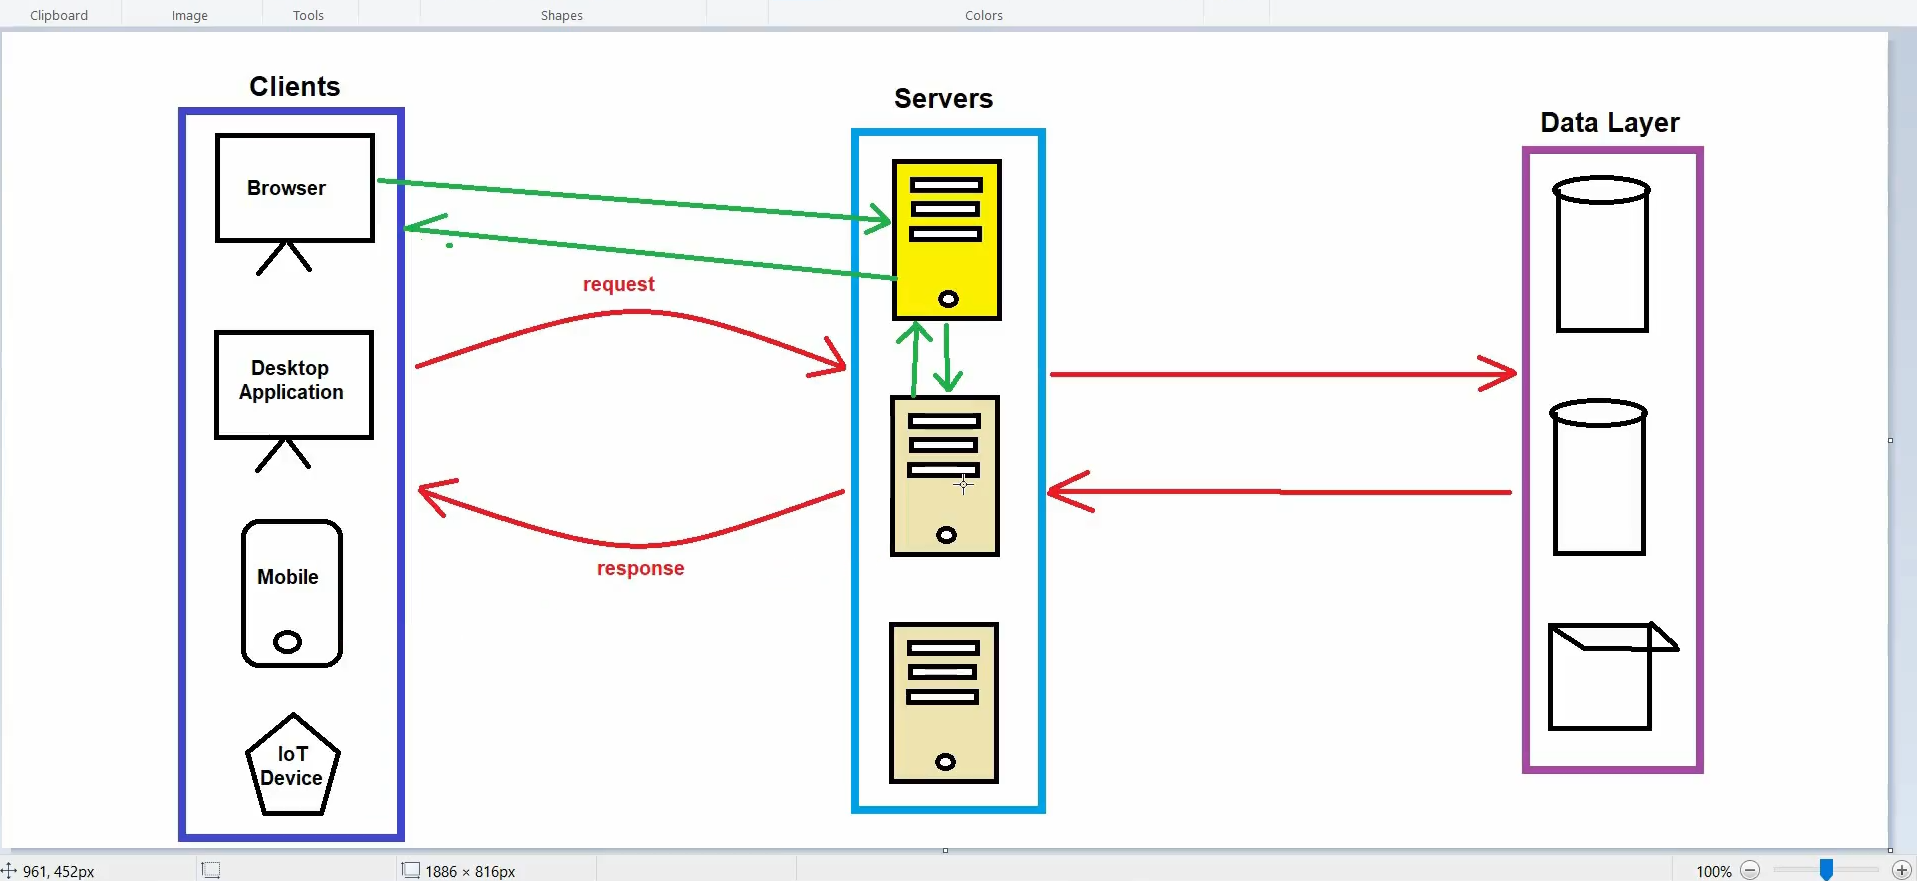 Clipboard
Image
Tools
Shapes
Colors
Clients
Servers
Data Layer
Browser
request
Desktop
Application
response
Mobile
IoT
Device
961, 452px
1886 × 816px
100%